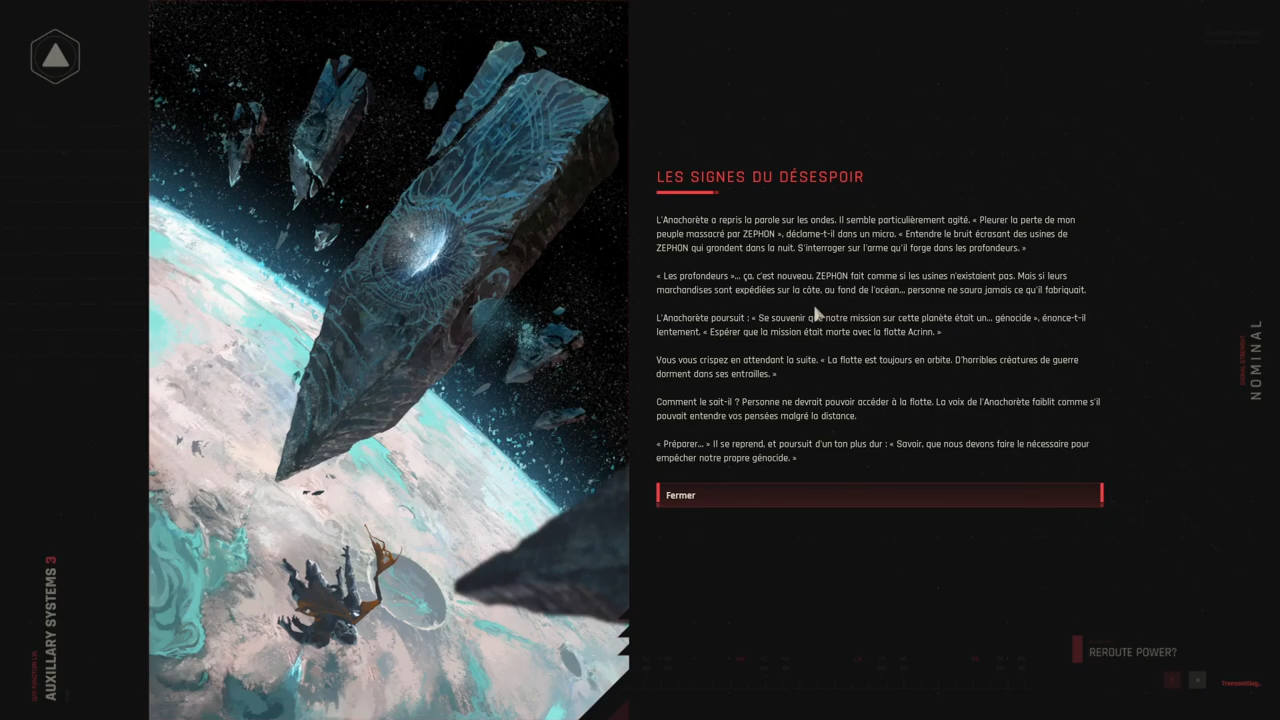 LES SIGNES DU DÉSESPOIR
L'Anachorète a repris la parole sur les ondes. Il semble particulièrement agité. « Pleurer la perte de mon
peuple massacré par ZEPHON », déclame-t-il dans un micro. « Entendre le bruit écrasant des usines de
ZEPHON qui grondent dans la nuit. S'interroger sur l'arme qu'il forge dans les profondeurs. »
« Les profondeurs »... ça, c'est nouveau. ZEPHON fait comme si les usines n'existaient pas. Mais si leurs
marchandises sont expédiées sur la côte, au fond de l'océan... personne ne saura jamais ce qu'il fabriquait.
L'Anachorète poursuit : « Se souvenir notre mission sur cette planète était un... génocide », énonce-t-il
lentement. « Espérer que la mission était morte avec la flotte Acrinn. »
Vous vous crispez en attendant la suite. « La flotte est toujours en orbite. D'horribles créatures de guerre
dorment dans ses entrailles. »
Comment le sait-il ? Personne ne devrait pouvoir accéder à la flotte. La voix de l'Anachorète faiblit comme s'il
pouvait entendre vos pensées malgré la distance.
« Préparer... » Il se reprend, et poursuit d'un ton plus dur : « Savoir, que nous devons faire le nécessaire pour
empêcher notre propre génocide. »
Fermer
AUXILLARY SYSTEMS 3
NOMINAL
REROUTE POWER?
Transmitting..